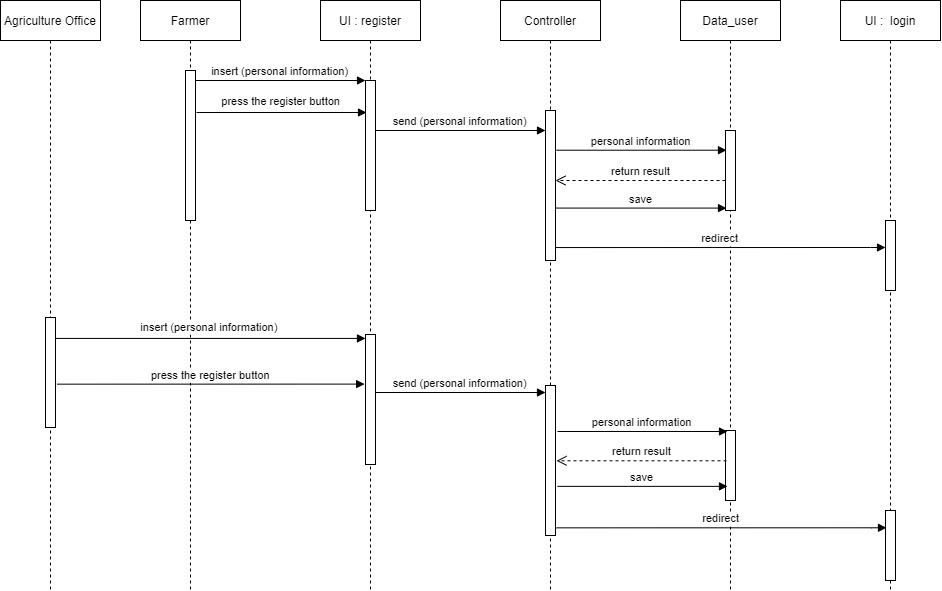 Agriculture Office
Farmer
UI : register
Controller
Data_user
UI :  login
insert (personal information)
press the register button
send (personal information)
personal information
return result
save
redirect
insert (personal information)
press the register button
send (personal information)
personal information
return result
save
redirect